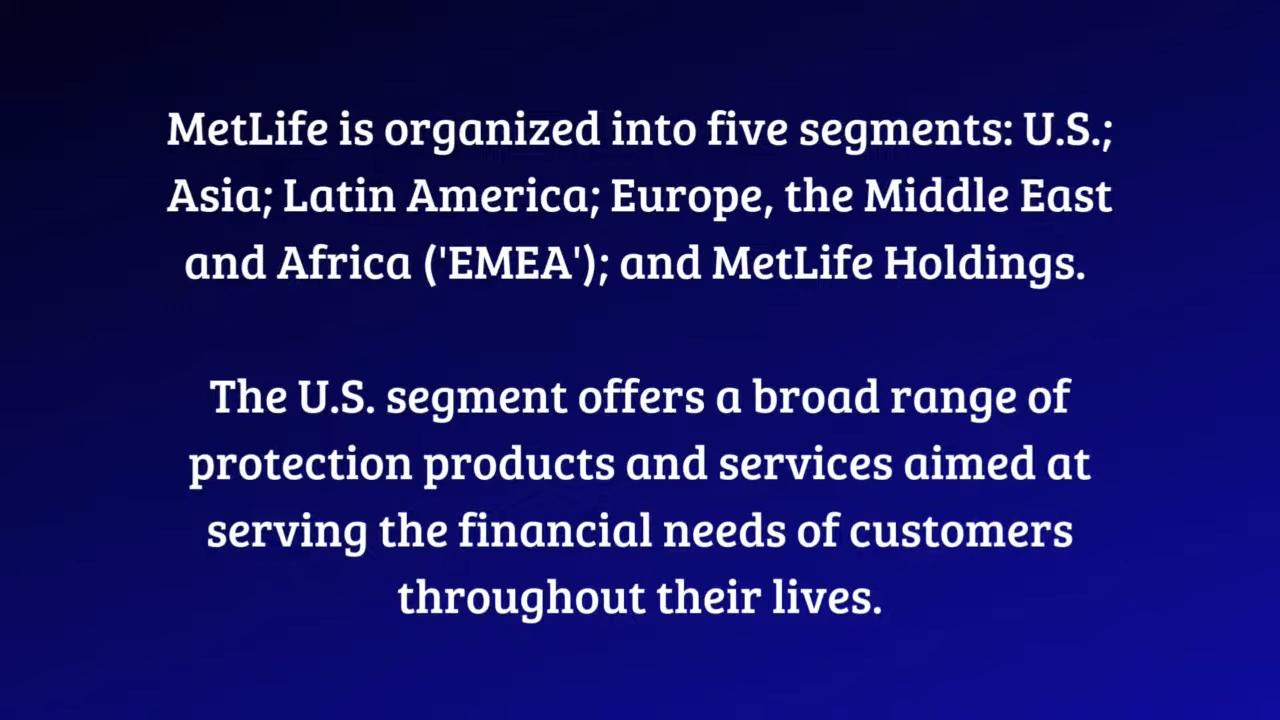 MetLife is organized into five segments: U.S.;
Asia; Latin America; Europe, the Middle East
and Africa ('EMEA'); and MetLife Holdings.
The U.S. segment offers a broad range of
protection products and services aimed at
serving the financial needs of customers
throughout their lives.